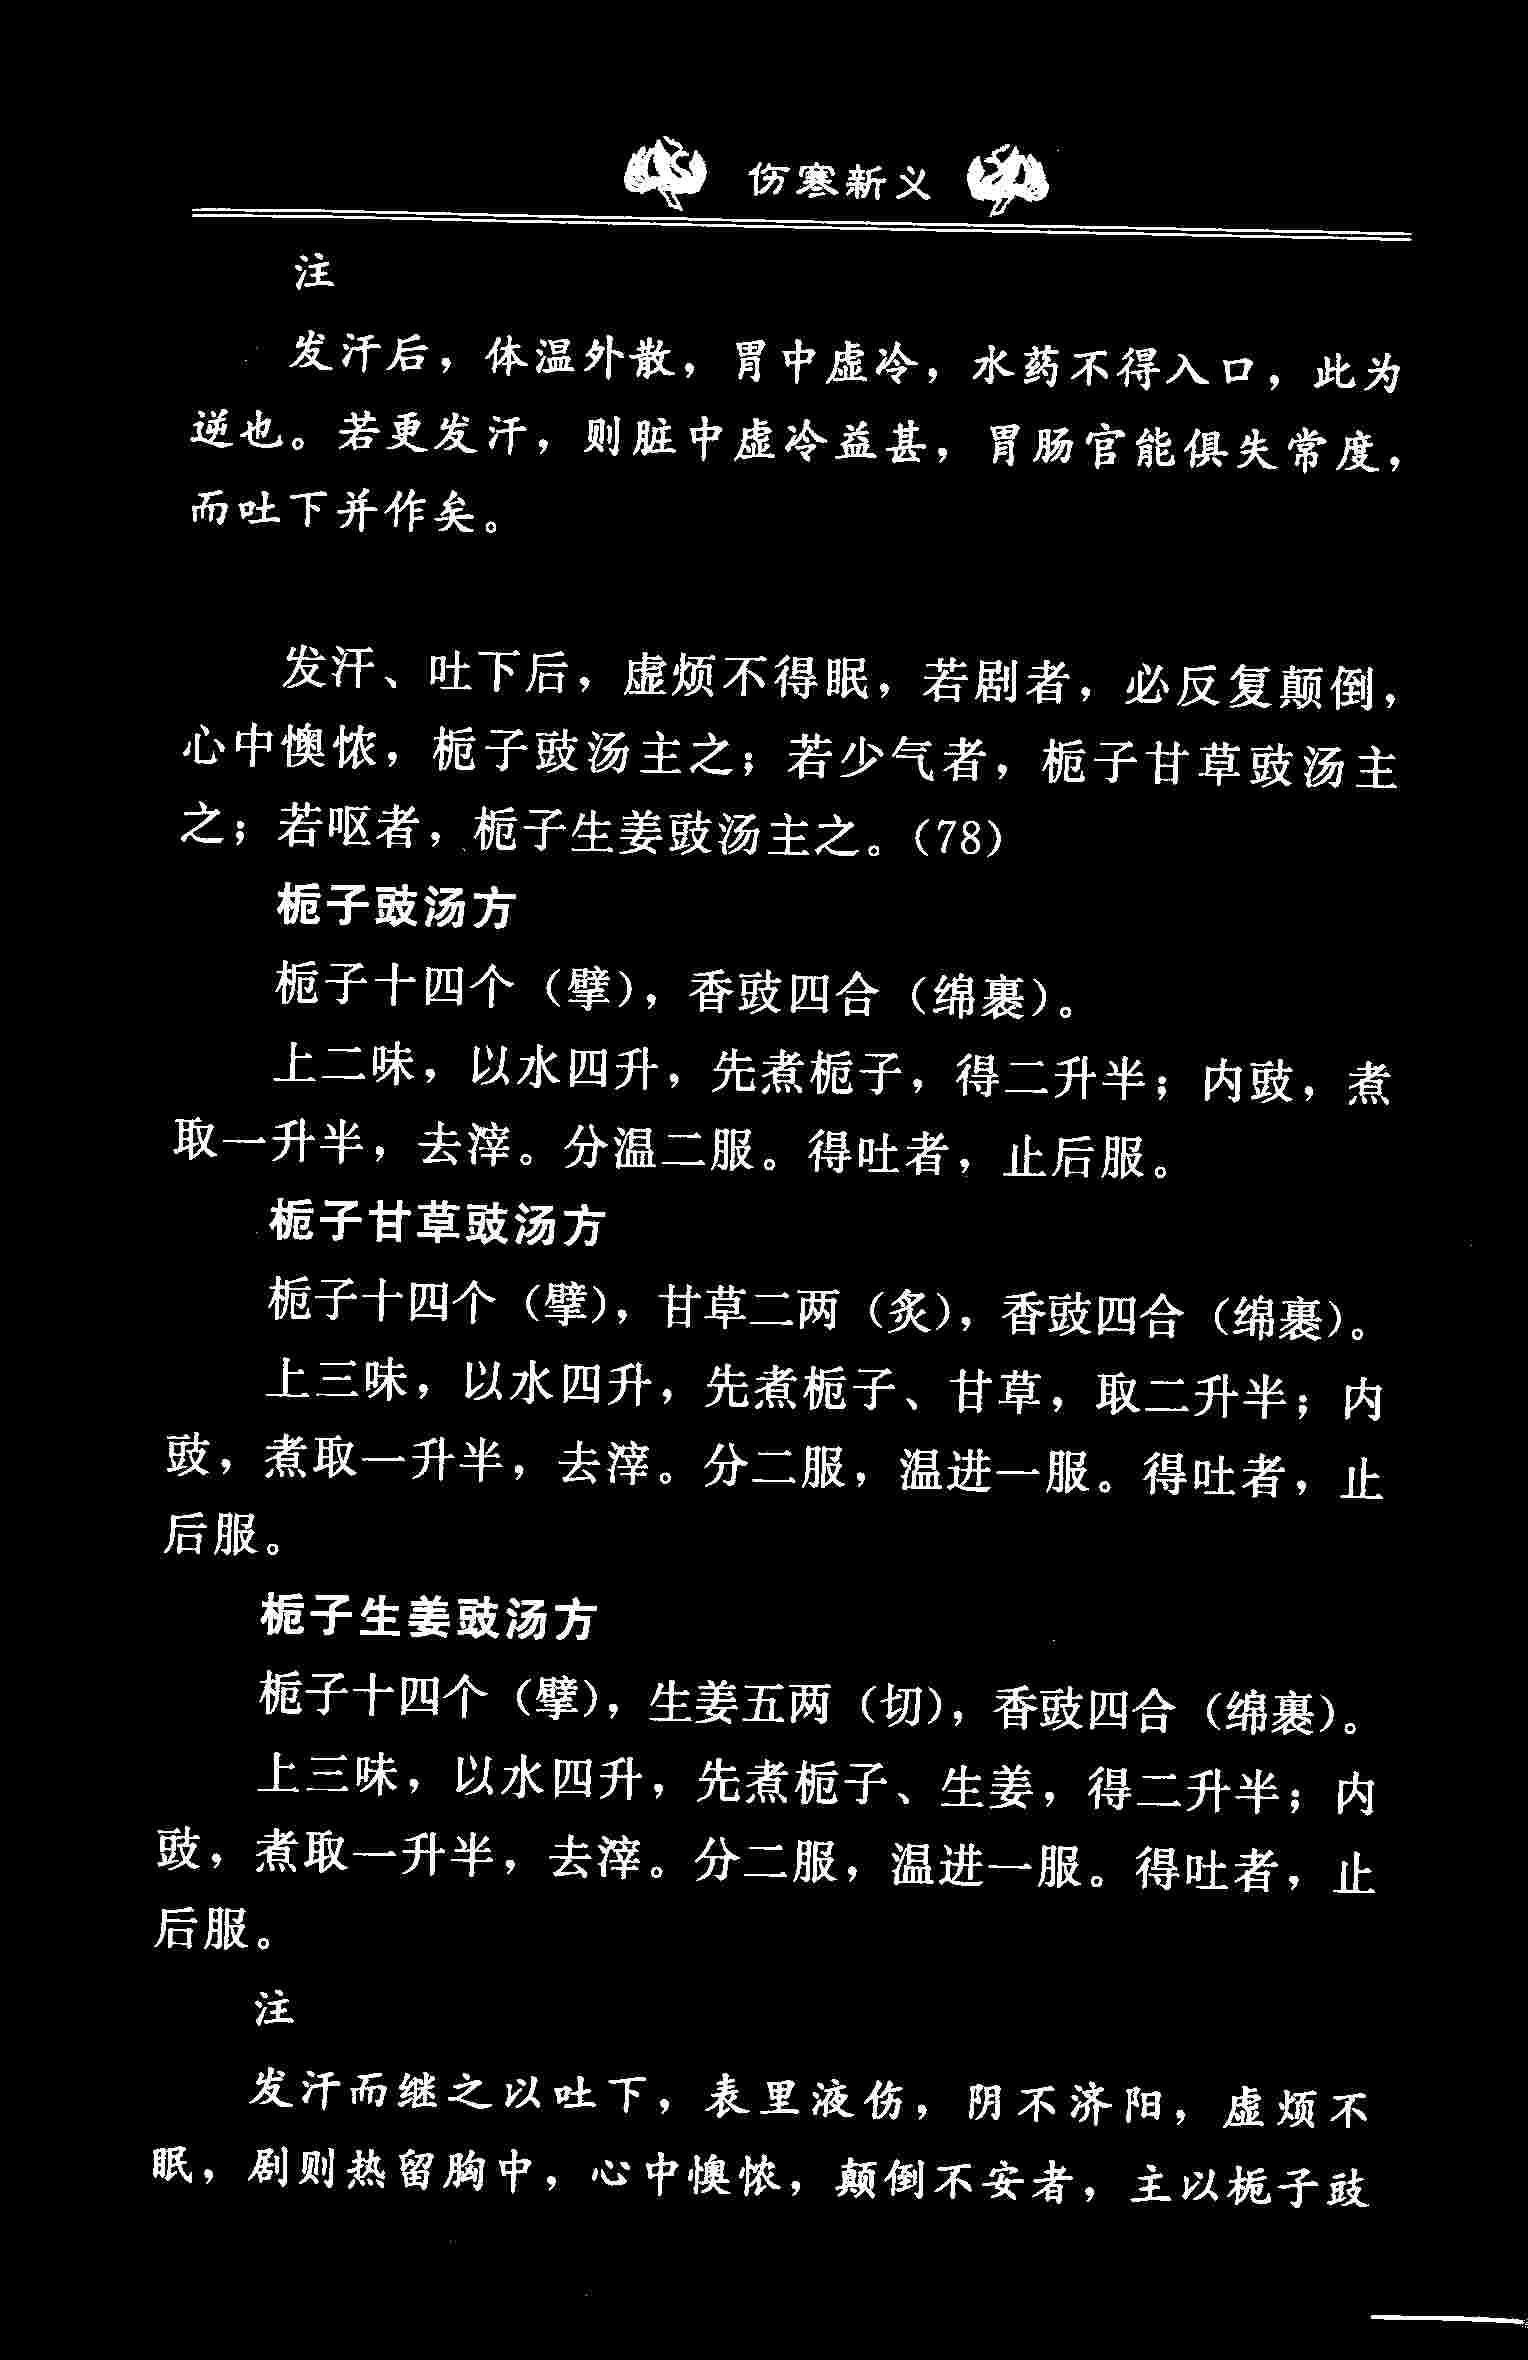 伤寒新义
注
发汗后，体温外散，胃中虚冷，水药不得入口，此为
逆也。若更发汗，则脏中虚冷益甚，胃肠官能俱失常度，
而吐下并作矣。
发汗、吐下后，虚烦不得眠，若剧者，必反复颠倒，
心中懊侬，栀子豉汤主之；若少气者，栀子甘草豉汤主
之；若呕者，栀子生姜豉汤主之。（78）
栀子豉汤方
栀子十四个（擘），香豉四合（绵裹）。
上二味，以水四升，先煮栀子，得二升半；内豉，煮
取一升半，去滓。分温二服。得吐者，止后服。
栀子甘草豉汤方
栀子十四个（擘），甘草二两（炙），香豉四合（绵裹）。
上三味，以水四升，先煮栀子、甘草，取二升半；内
豉，煮取一升半，去滓。分二服，温进一服。得吐者，止
后服。
栀子生姜豉汤方
栀子十四个（擘），生姜五两（切），香豉四合（绵裹）。
上三味，以水四升，先煮栀子、生姜，得二升半；内
豉，煮取一升半，去滓。分二服，温进一服。得吐者，止
后服。
注
发汗而继之以吐下，表里液伤，阴不济阳，虚烦不
眠，剧则热留胸中，心中懊侬，颠倒不安者，主以栀子豉